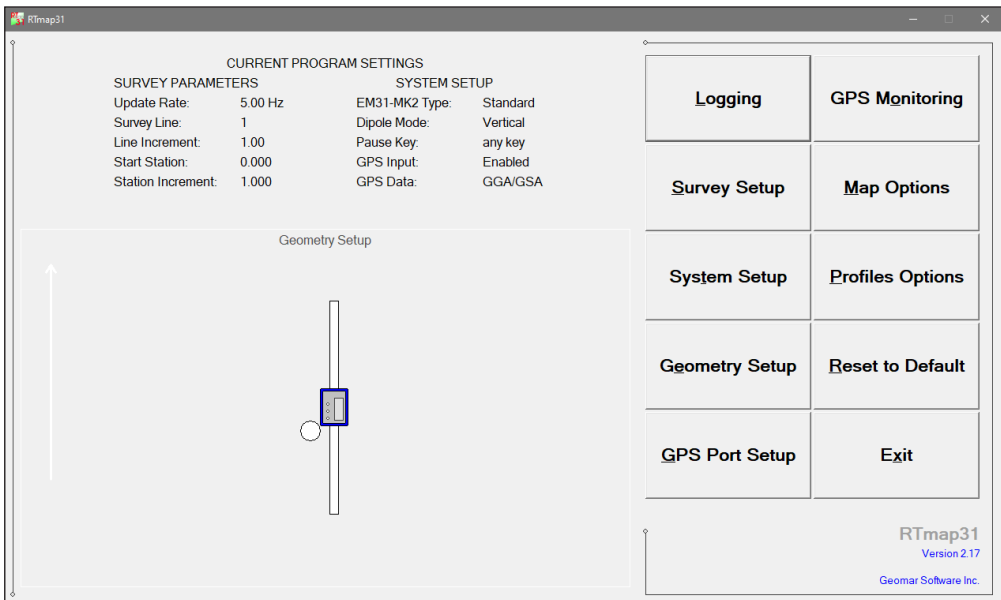 RTmap31
CURRENT PROGRAM SETTINGS
SURVEY PARAMETERS SYSTEM SETUP
Update Rate: 5.00 Hz EM31-MK2 Type: Standard
Survey Line: 1 Dipole Mode: Vertical
Line Increment: 1.00 Pause Key: any key
Start Station: 0.000 GPS Input: Enabled
Station Increment: 1.000 GPS Data: GGA/GSA
Geometry Setup
Logging GPS Monitoring
Survey Setup Map Options
System Setup Profiles Options
Geometry Setup Reset to Default
GPS Port Setup Exit
RTmap31
Version 2.17
Geomar Software Inc.